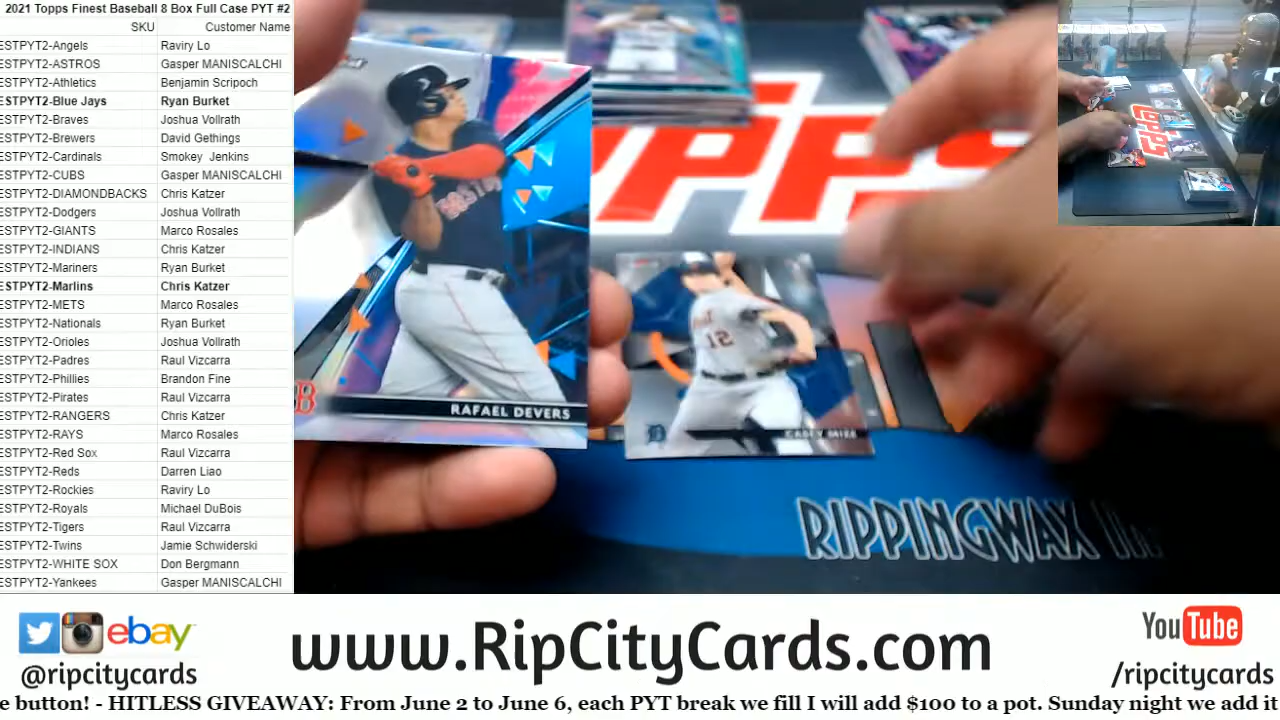 2021 Topps Finest Baseball 8 Box Full Case PYT #2
SKU Customer Name
ESTPYT2-Angels Raviry Lo
ESTPYT2-ASTROS Gasper MANISCALCHI
ESTPYT2-Athletics Benjamin Scripoch
ESTPYT2-Blue Jays Ryan Burket
ESTPYT2-Braves Joshua Vollrath
ESTPYT2-Brewers David Gethings
ESTPYT2-Cardinals Smokey Jenkins
ESTPYT2-CUBS Gasper MANISCALCHI
ESTPYT2-DIAMONDBACKS Chris Katzer
ESTPYT2-Dodgers Joshua Vollrath
ESTPYT2-GIANTS Marco Rosales
ESTPYT2-INDIANS Chris Katzer
ESTPYT2-Mariners Ryan Burket
ESTPYT2-Marlins Chris Katzer
ESTPYT2-METS Marco Rosales
ESTPYT2-Nationals Ryan Burket
ESTPYT2-Orioles Joshua Vollrath
ESTPYT2-Padres Raul Vizcarra
ESTPYT2-Phillies Brandon Fine
ESTPYT2-Pirates Raul Vizcarra
ESTPYT2-RANGERS Chris Katzer
ESTPYT2-RAYS Marco Rosales
ESTPYT2-Red Sox Raul Vizcarra
ESTPYT2-Reds Darren Liao
ESTPYT2-Rockies Raviry Lo
ESTPYT2-Royals Michael DuBois
ESTPYT2-Tigers Raul Vizcarra
ESTPYT2-Twins Jamie Schwiderski
ESTPYT2-WHITE SOX Don Bergmann
ESTPYT2-Yankees Gasper MANISCALCHI
B
RAFAEL DEVERS
12
CASEY MIZE
RIPPINGWAX
TOPPS
ebay
@ripcitycards
www.RipCityCards.com
YouTube
/ripcitycards
e button! - HITLESS GIVEAWAY: From June 2 to June 6, each PYT break we fill I will add $100 to a pot. Sunday night we add it